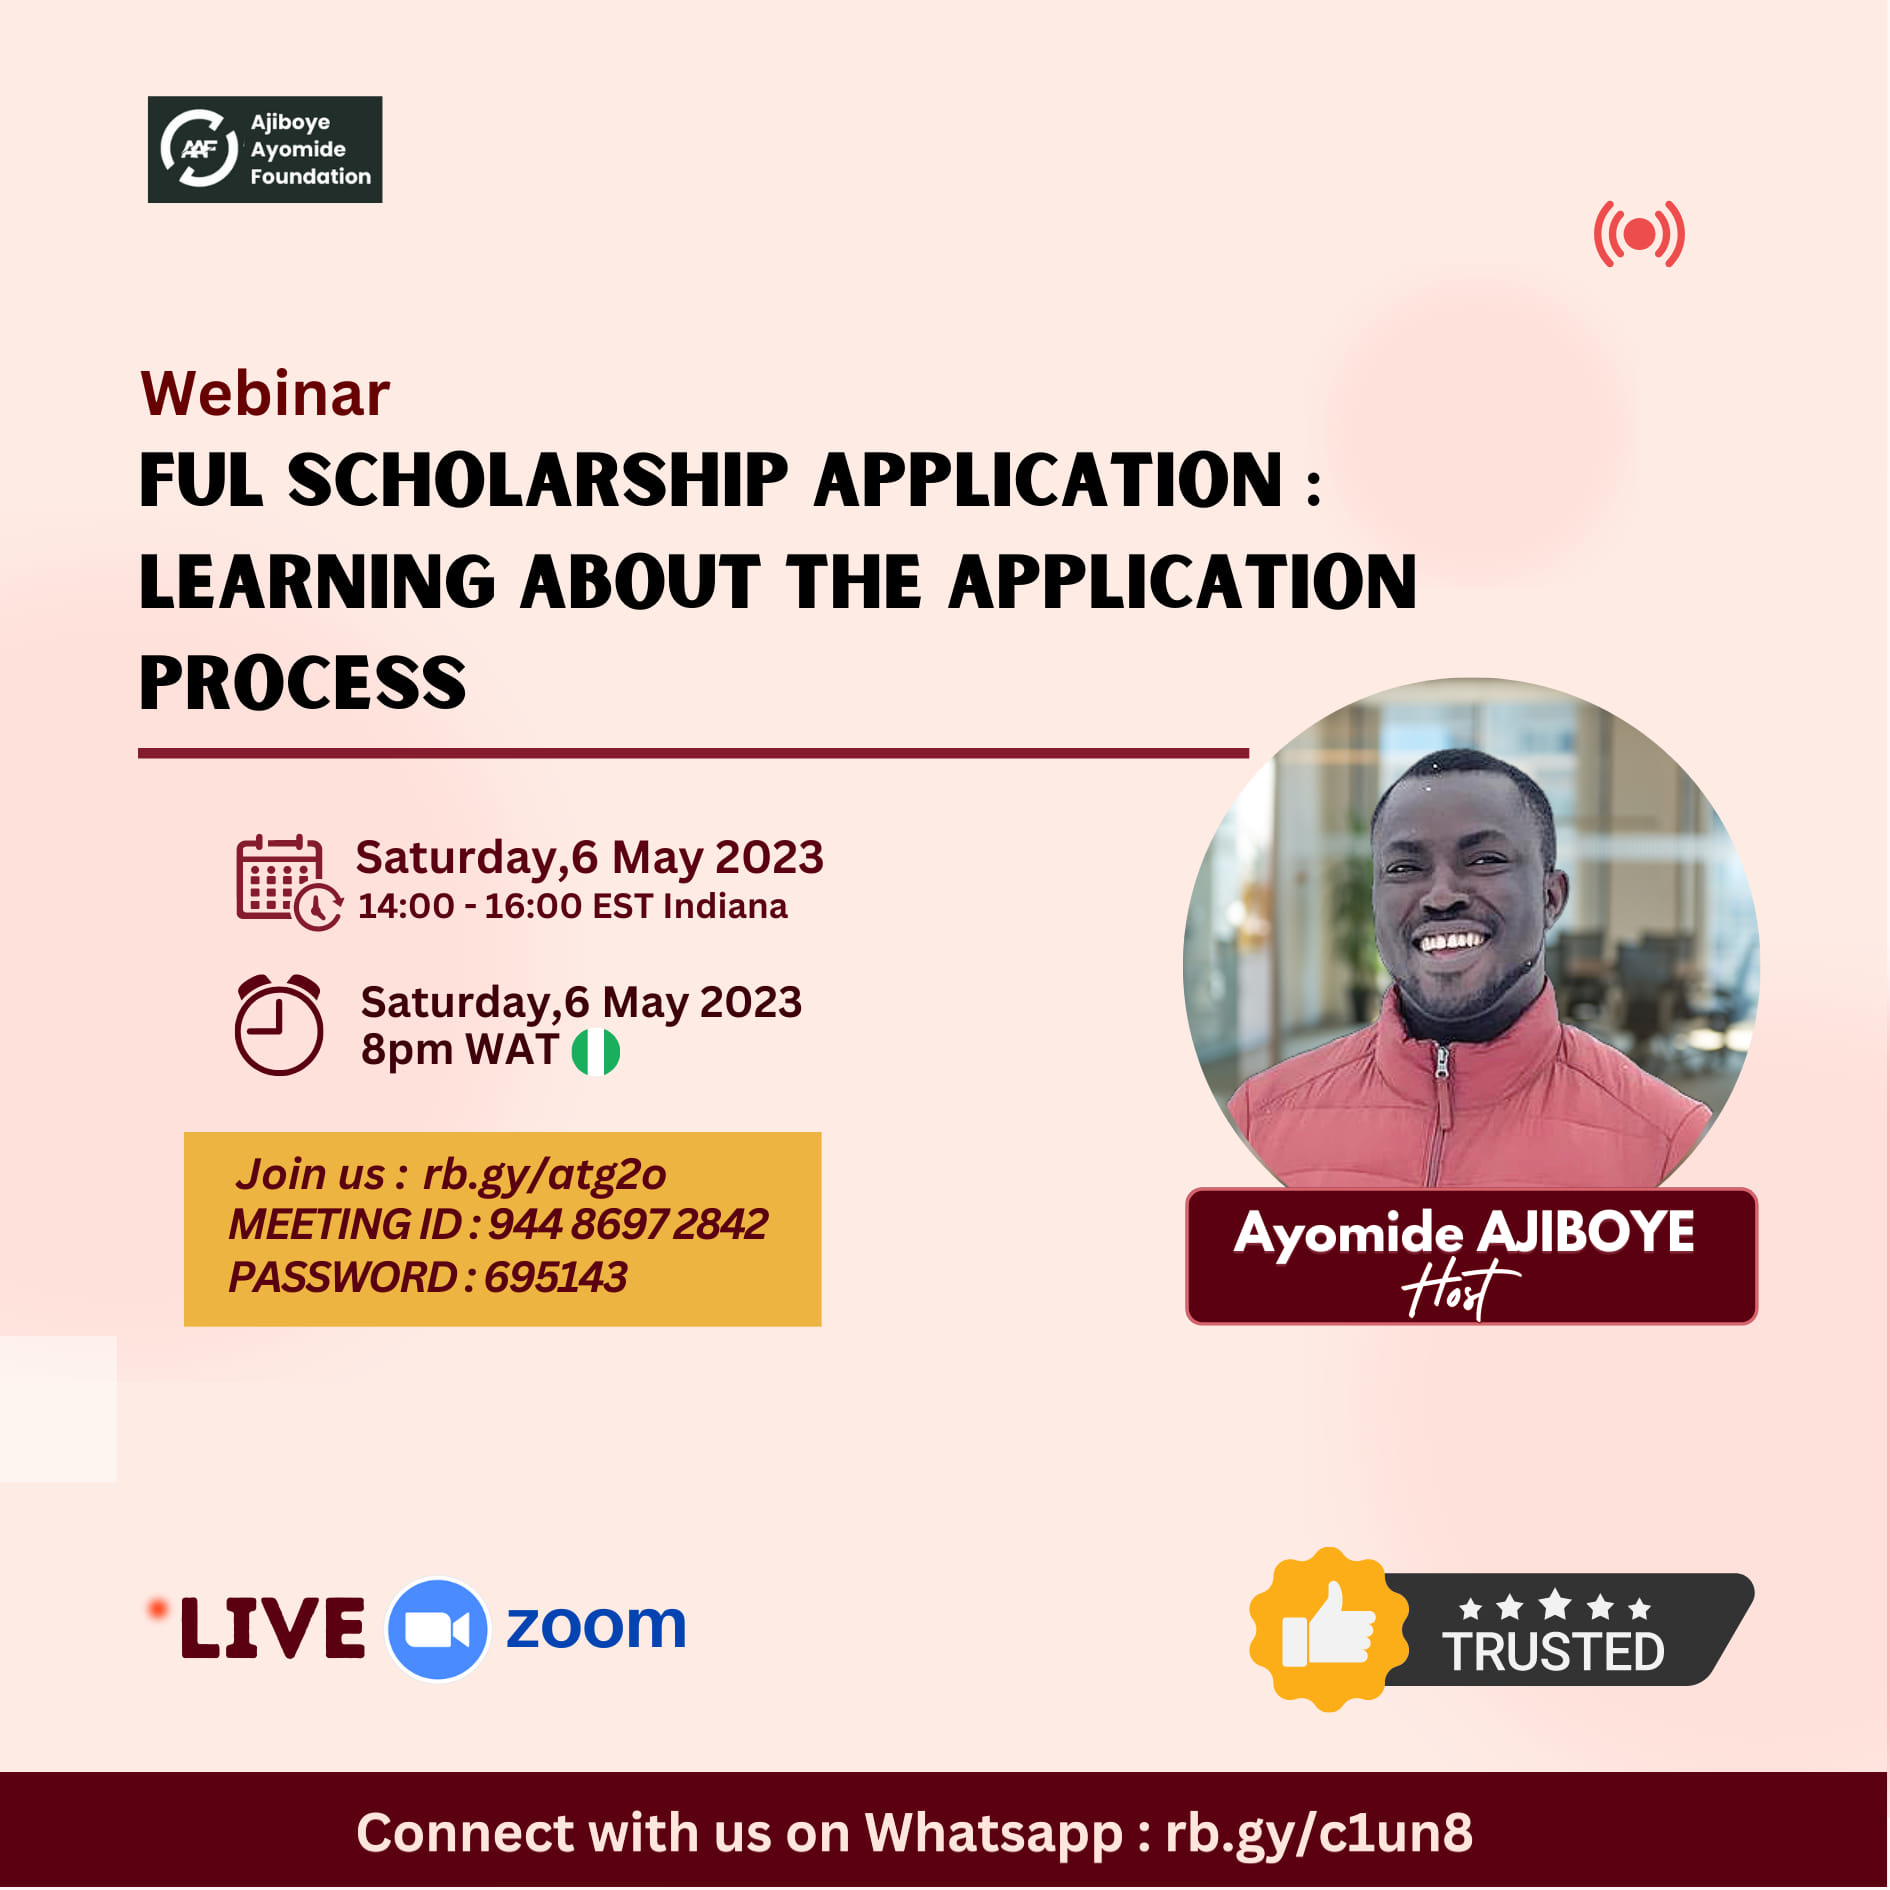 AAF
Ajiboye
Ayomide
Foundation
Webinar
FUL SCHOLARSHIP APPLICATION :
LEARNING ABOUT THE APPLICATION
PROCESS
Saturday,6 May 2023
14:00 - 16:00 EST Indiana
Saturday,6 May 2023
8pm WAT
Join us : rb.gy/atg2o
MEETING ID : 944 8697 2842
PASSWORD : 695143
Ayomide AJIBOYE
Host
LIVE zoom
TRUSTED
Connect with us on Whatsapp : rb.gy/c1un8